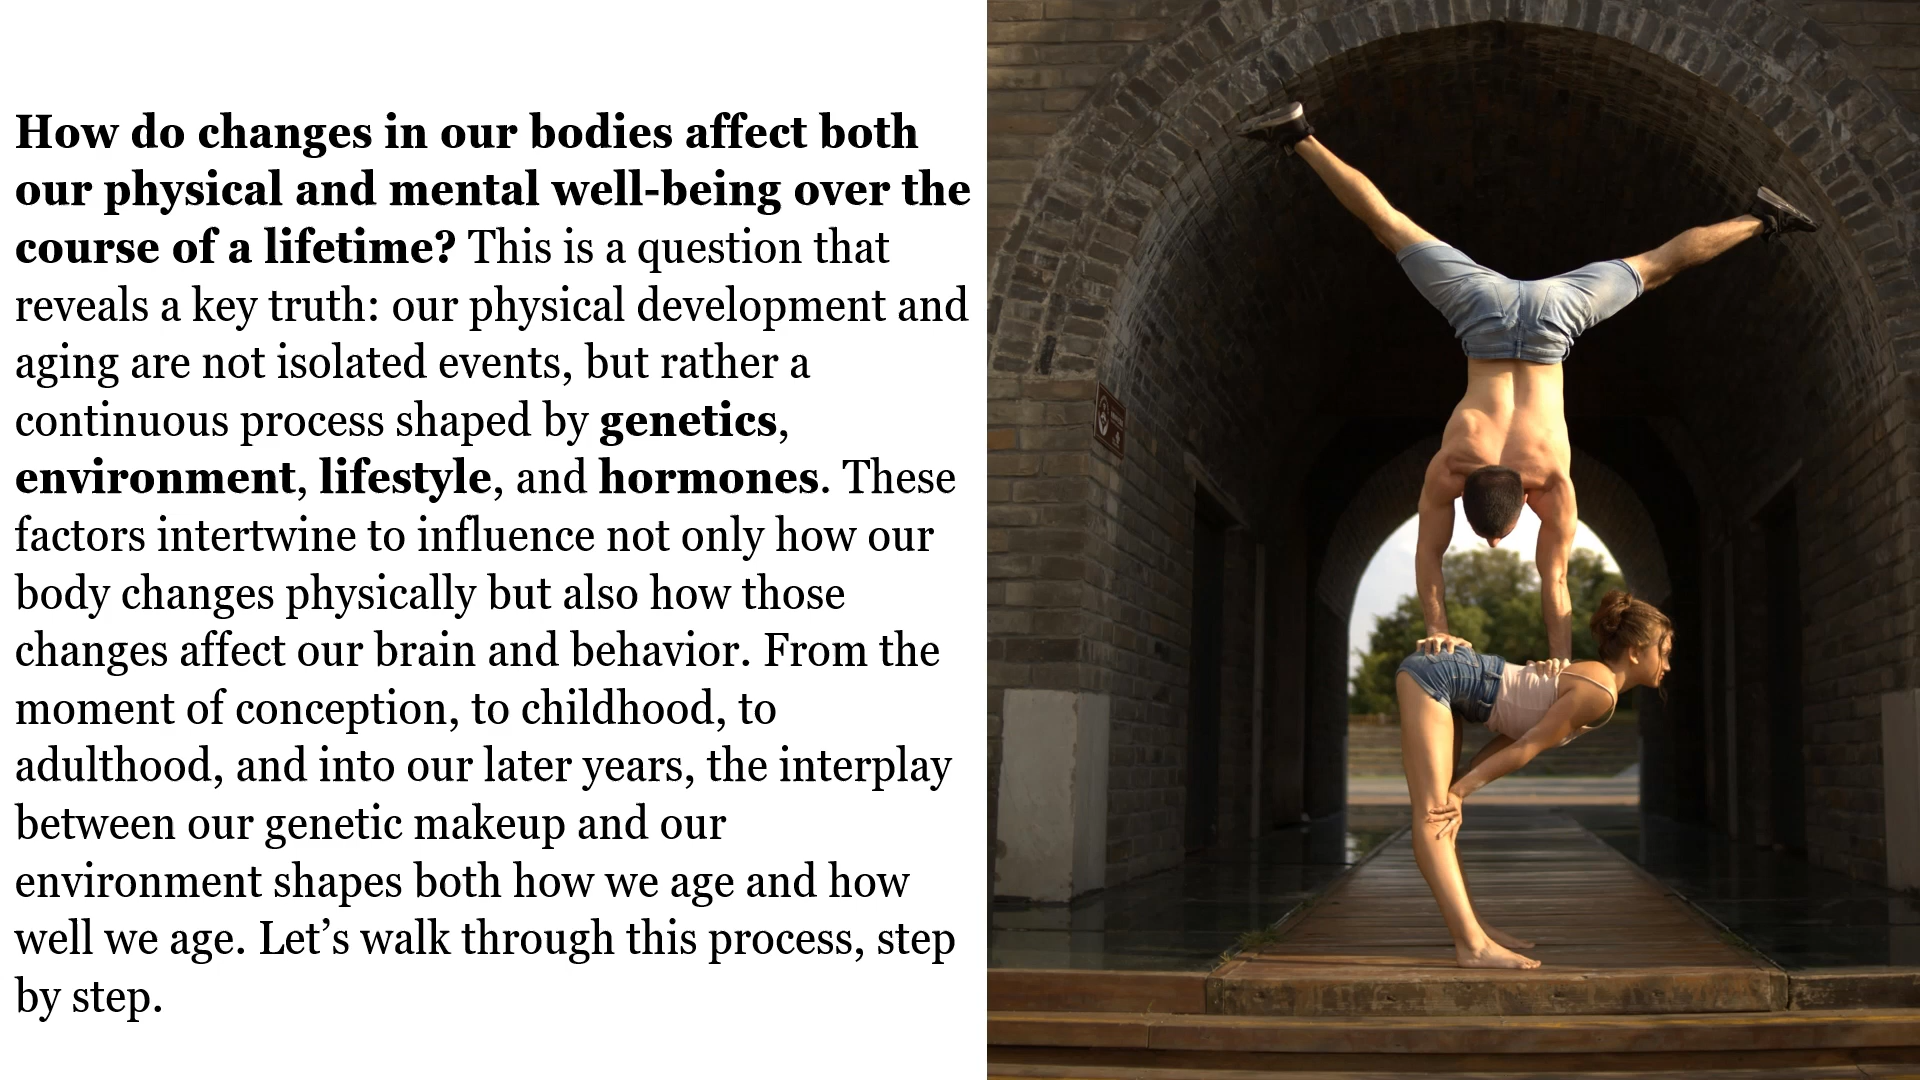 How do changes in our bodies affect both
our physical and mental well-being over the
course of a lifetime? This is a question that
reveals a key truth: our physical development and
aging are not isolated events, but rather a
continuous process shaped by genetics,
environment, lifestyle, and hormones. These
factors intertwine to influence not only how our
body changes physically but also how those
changes affect our brain and behavior. From the
moment of conception, to childhood, to
adulthood, and into our later years, the interplay
between our genetic makeup and our
environment shapes both how we age and how
well we age. Let’s walk through this process, step
by step.